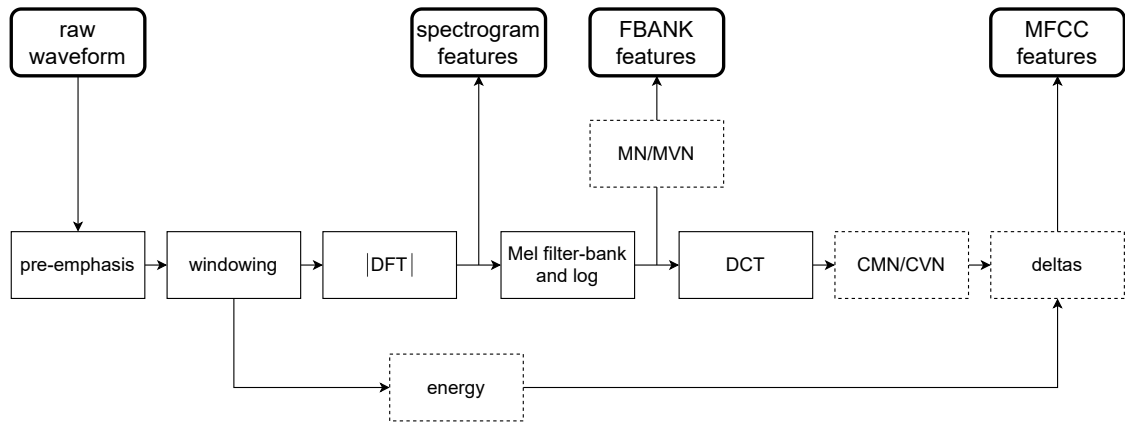 raw
waveform
spectrogram
features
FBANK
features
MFCC
features
MN/MVN
pre-emphasis
windowing
|DFT|
Mel filter-bank
and log
DCT
CMN/CVN
deltas
energy